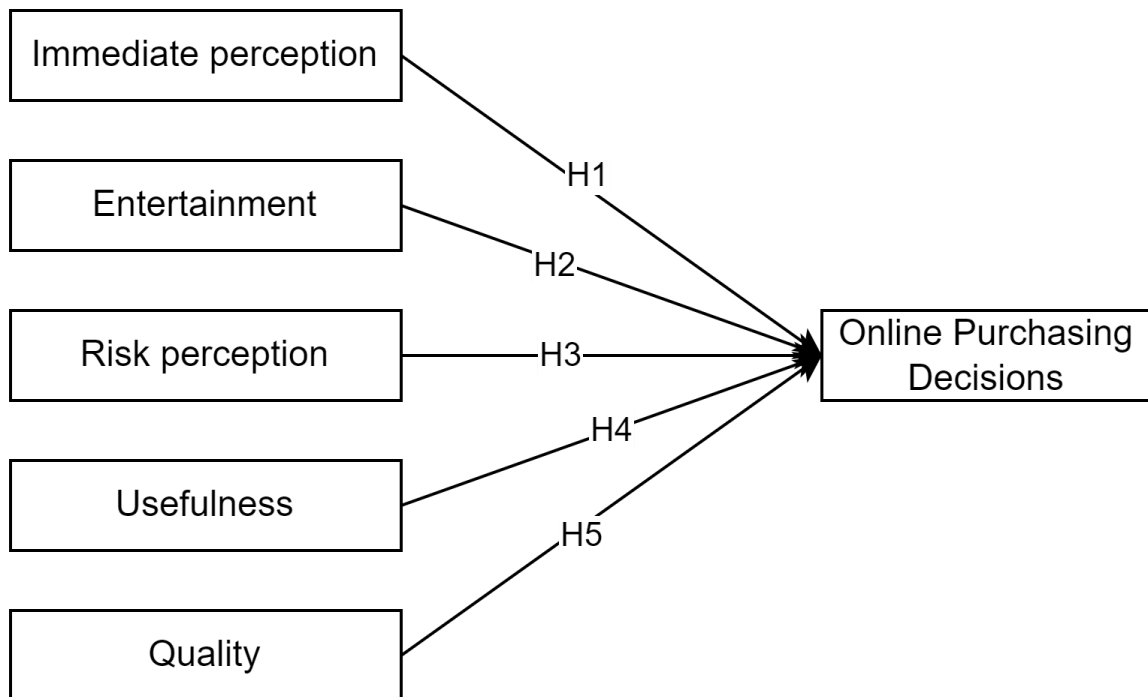 Immediate perception
H1
Entertainment
H2
Risk perception
H3
Online Purchasing
Decisions
H4
Usefulness
H5
Quality